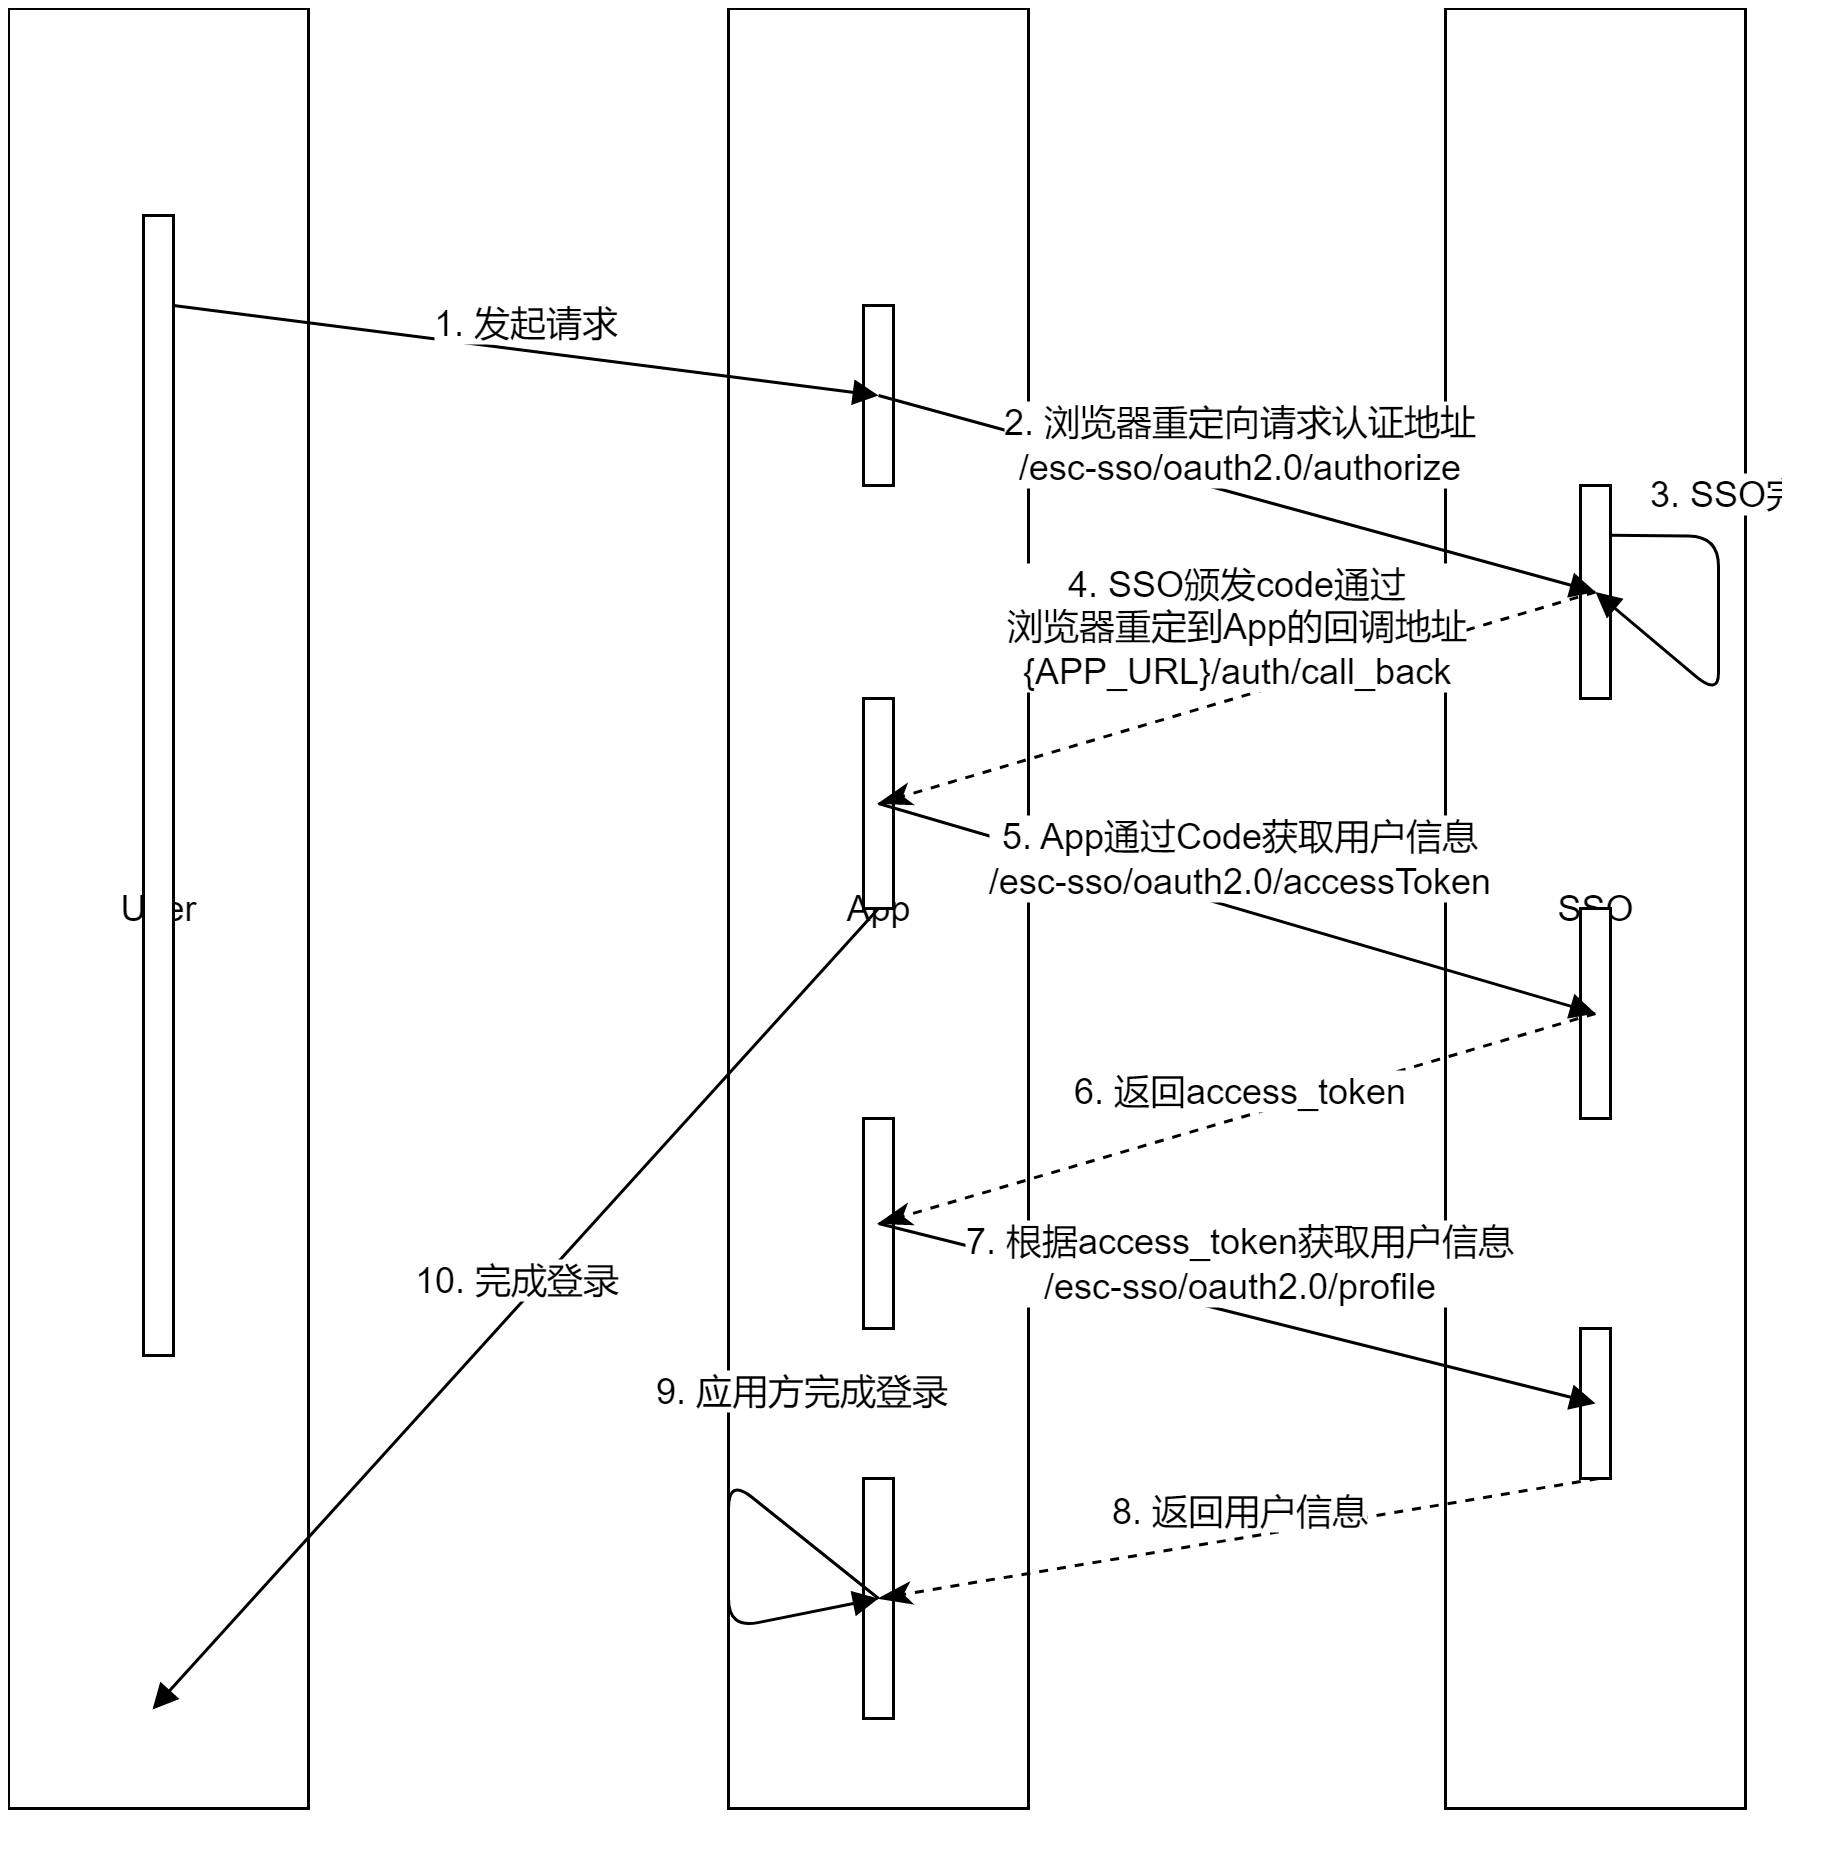 1. 发起请求
2. 浏览器重定向请求认证地址
/esc-sso/oauth2.0/authorize
3. SSO
4. SSO颁发code通过
浏览器重定到App的回调地址
{APP_URL}/auth/call_back
5. App通过Code获取用户信息
/esc-sso/oauth2.0/accessToken
User
App
SSO
6. 返回access_token
7. 根据access_token获取用户信息
/esc-sso/oauth2.0/profile
10. 完成登录
9. 应用方完成登录
8. 返回用户信息